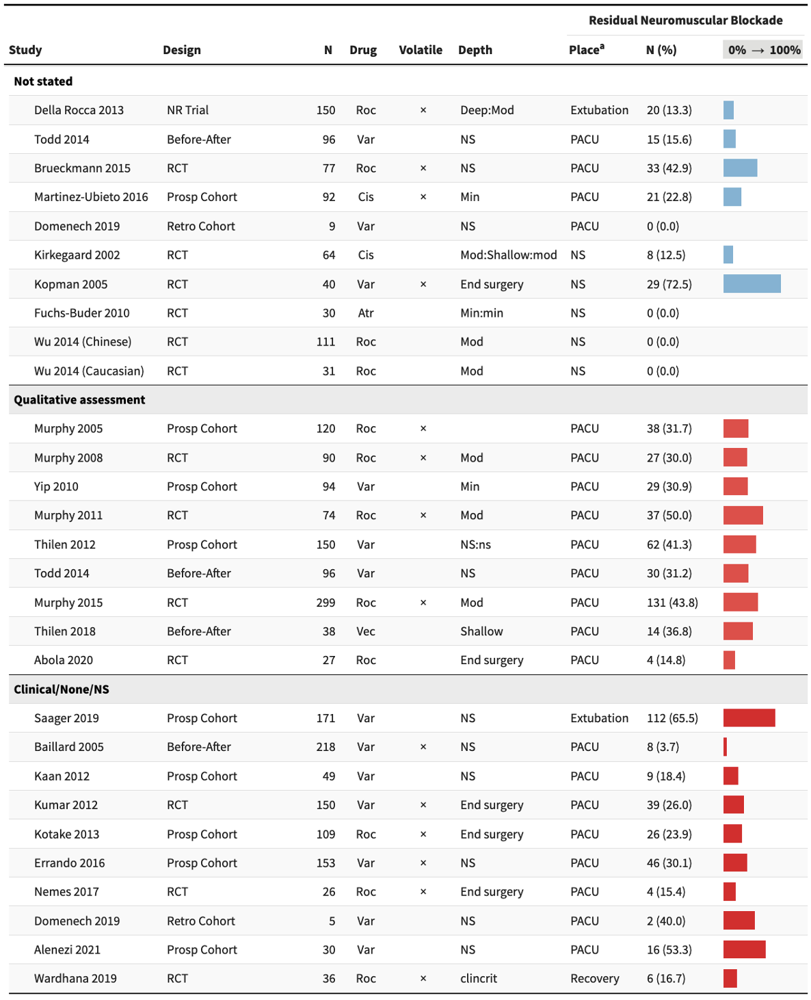 Residual Neuromuscular Blockade
Study Design N Drug Volatile Depth Placea N (%) 0% → 100%
Not stated
Della Rocca 2013 NR Trial 150 Roc × Deep:Mod Extubation 20 (13.3)
Todd 2014 Before-After 96 Var NS PACU 15 (15.6)
Brueckmann 2015 RCT 77 Roc × NS PACU 33 (42.9)
Martinez-Ubieto 2016 Prosp Cohort 92 Cis × Min PACU 21 (22.8)
Domenech 2019 Retro Cohort 9 Var NS PACU 0 (0.0)
Kirkegaard 2002 RCT 64 Cis Mod:Shallow:mod NS 8 (12.5)
Kopman 2005 RCT 40 Var × End surgery NS 29 (72.5)
Fuchs-Buder 2010 RCT 30 Atr Min:min NS 0 (0.0)
Wu 2014 (Chinese) RCT 111 Roc Mod NS 0 (0.0)
Wu 2014 (Caucasian) RCT 31 Roc Mod NS 0 (0.0)
Qualitative assessment
Murphy 2005 Prosp Cohort 120 Roc × PACU 38 (31.7)
Murphy 2008 RCT 90 Roc × Mod PACU 27 (30.0)
Yip 2010 Prosp Cohort 94 Var Min PACU 29 (30.9)
Murphy 2011 RCT 74 Roc × Mod PACU 37 (50.0)
Thilen 2012 Prosp Cohort 150 Var NS:ns PACU 62 (41.3)
Todd 2014 Before-After 96 Var NS PACU 30 (31.2)
Murphy 2015 RCT 299 Roc × Mod PACU 131 (43.8)
Thilen 2018 Before-After 38 Vec Shallow PACU 14 (36.8)
Abola 2020 RCT 27 Roc End surgery PACU 4 (14.8)
Clinical/None/NS
Saager 2019 Prosp Cohort 171 Var NS Extubation 112 (65.5)
Baillard 2005 Before-After 218 Var × NS PACU 8 (3.7)
Kaan 2012 Prosp Cohort 49 Var NS PACU 9 (18.4)
Kumar 2012 RCT 150 Var × End surgery PACU 39 (26.0)
Kotake 2013 Prosp Cohort 109 Roc × End surgery PACU 26 (23.9)
Errando 2016 Prosp Cohort 153 Var × NS PACU 46 (30.1)
Nemes 2017 RCT 26 Roc × End surgery PACU 4 (15.4)
Domenech 2019 Retro Cohort 5 Var NS PACU 2 (40.0)
Alenezi 2021 Prosp Cohort 30 Var NS PACU 16 (53.3)
Wardhana 2019 RCT 36 Roc × clincrit Recovery 6 (16.7)